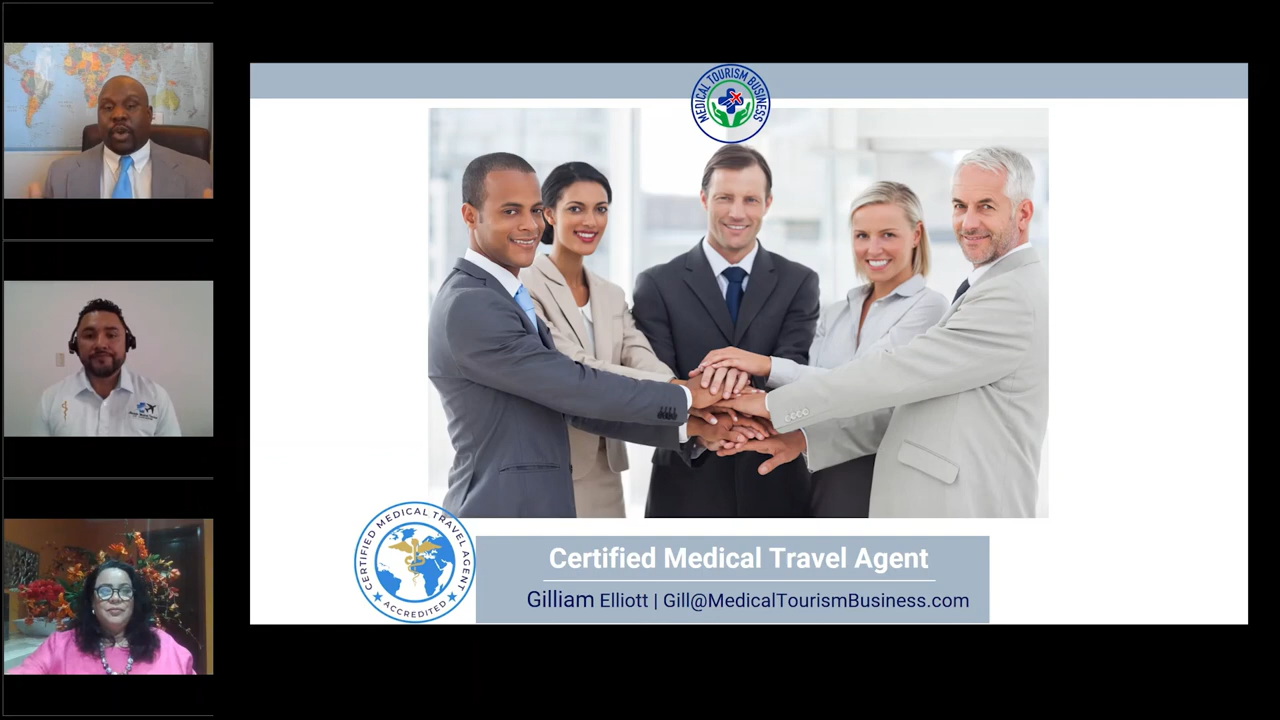 MEDICAL TOURISM BUSINESS
CERTIFIED MEDICAL TRAVEL AGENT
ACCREDITED
Certified Medical Travel Agent
Gilliam Elliott | Gill@MedicalTourismBusiness.com